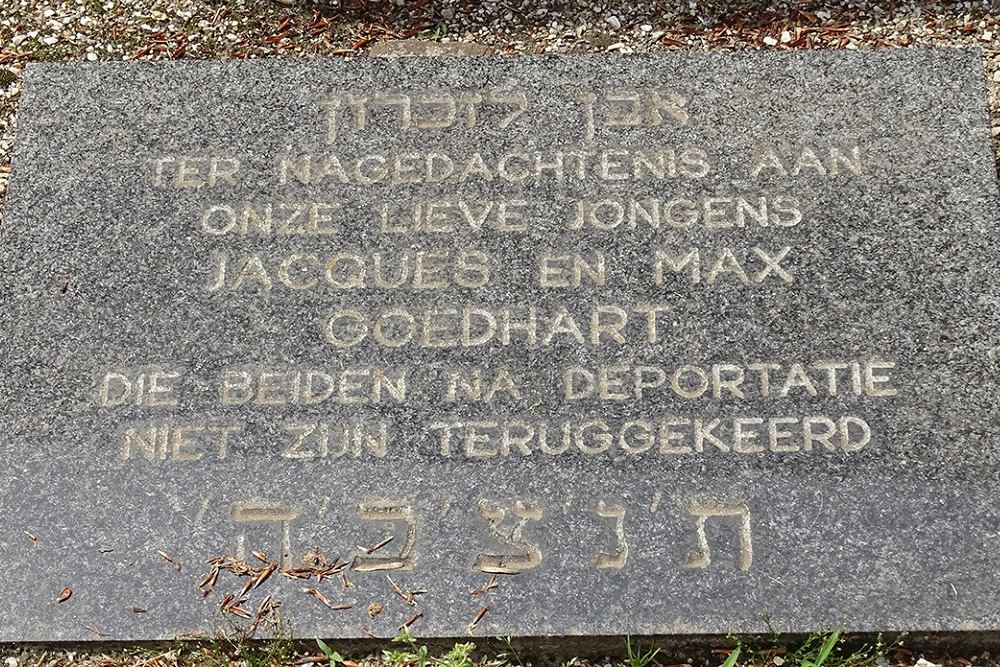 אבן לזכרון
TER NAGEDACHTENIS AAN
ONZE LIEVE JONGENS
JACQUES EN MAX
GOEDHART
DIE BEIDEN NA DEPORTATIE
NIET ZIJN TERUGGEKEERD
ת'נ'צ'ב'ה'